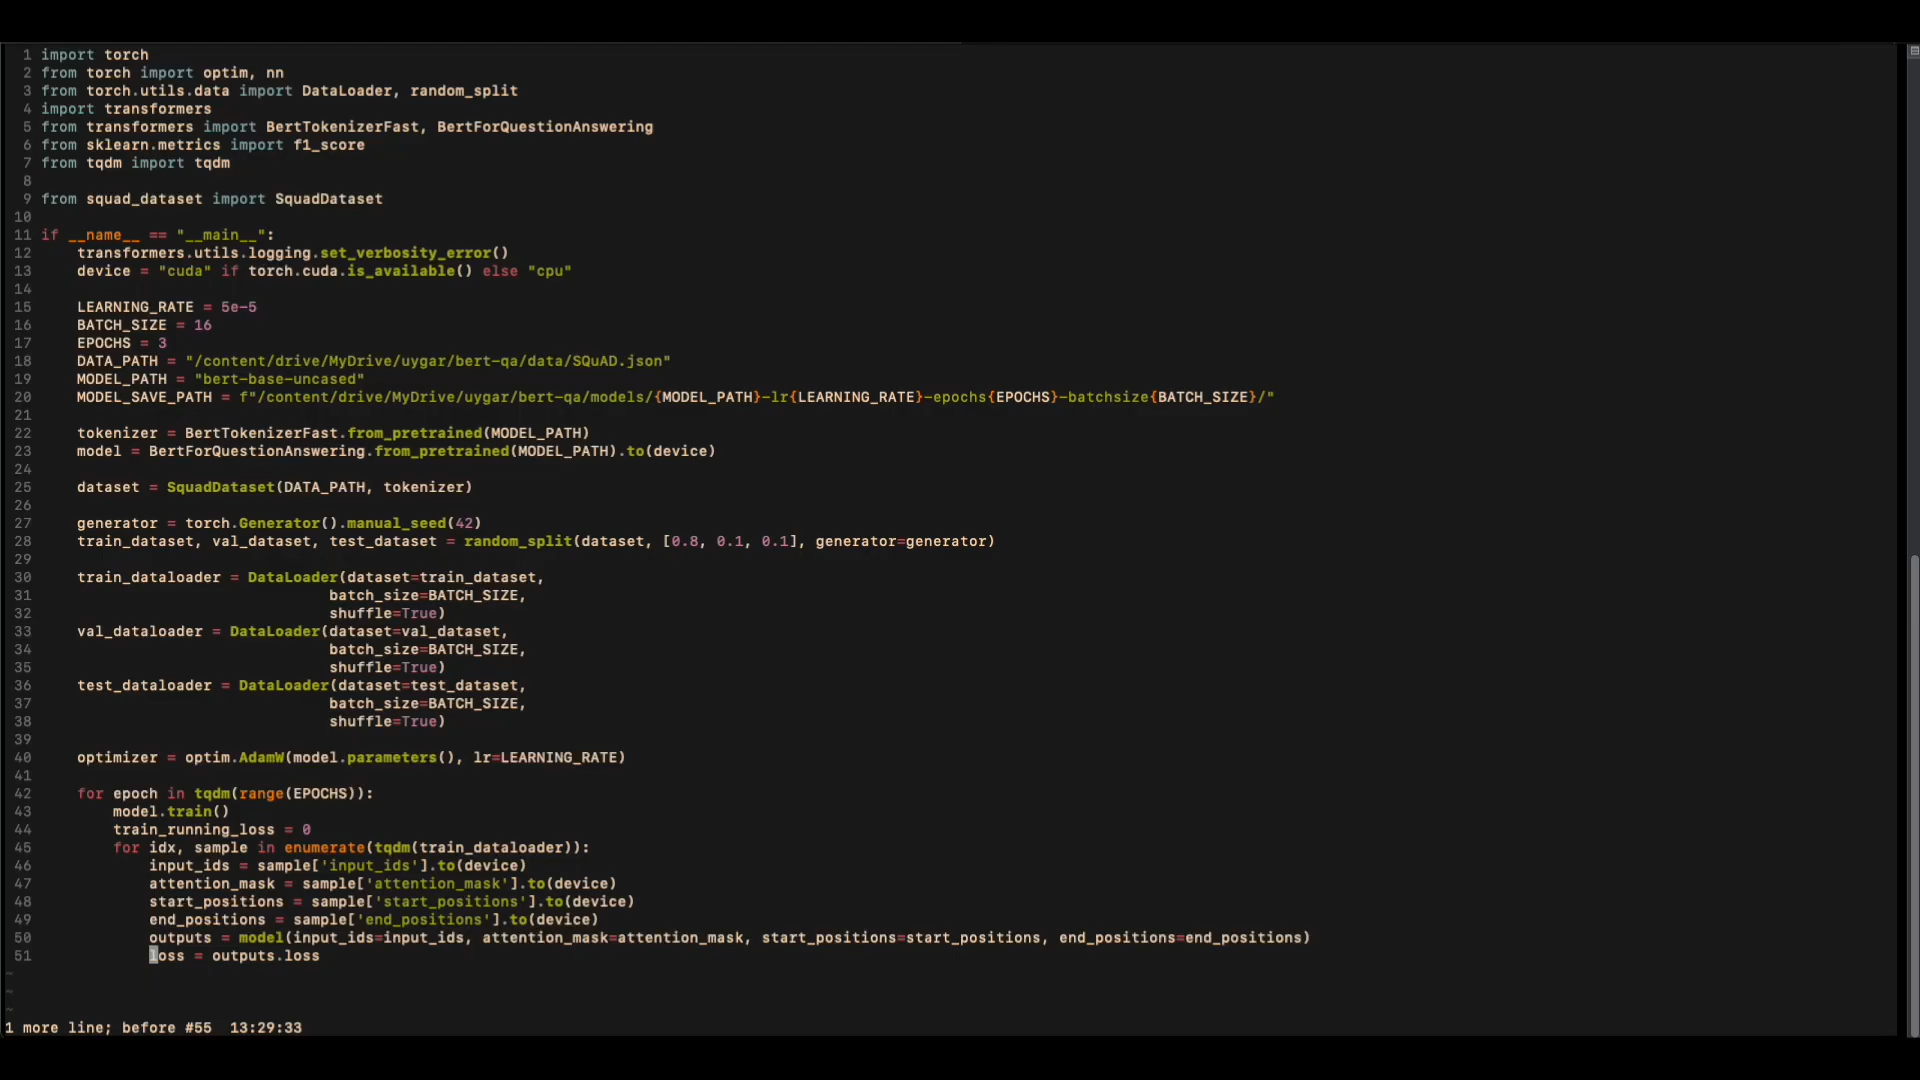 1 import torch
2 from torch import optim, nn
3 from torch.utils.data import DataLoader, random_split
4 import transformers
5 from transformers import BertTokenizerFast, BertForQuestionAnswering
6 from sklearn.metrics import f1_score
7 from tqdm import tqdm
8
9 from squad_dataset import SquadDataset
10
11 if __name__ == "__main__":
12     transformers.utils.logging.set_verbosity_error()
13     device = "cuda" if torch.cuda.is_available() else "cpu"
14
15     LEARNING_RATE = 5e-5
16     BATCH_SIZE = 16
17     EPOCHS = 3
18     DATA_PATH = "/content/drive/MyDrive/uygar/bert-qa/data/SQuAD.json"
19     MODEL_PATH = "bert-base-uncased"
20     MODEL_SAVE_PATH = f"/content/drive/MyDrive/uygar/bert-qa/models/{MODEL_PATH}-lr{LEARNING_RATE}-epochs{EPOCHS}-batchsize{BATCH_SIZE}/"
21
22     tokenizer = BertTokenizerFast.from_pretrained(MODEL_PATH)
23     model = BertForQuestionAnswering.from_pretrained(MODEL_PATH).to(device)
24
25     dataset = SquadDataset(DATA_PATH, tokenizer)
26
27     generator = torch.Generator().manual_seed(42)
28     train_dataset, val_dataset, test_dataset = random_split(dataset, [0.8, 0.1, 0.1], generator=generator)
29
30     train_dataloader = DataLoader(dataset=train_dataset,
31                                 batch_size=BATCH_SIZE,
32                                 shuffle=True)
33     val_dataloader = DataLoader(dataset=val_dataset,
34                                 batch_size=BATCH_SIZE,
35                                 shuffle=True)
36     test_dataloader = DataLoader(dataset=test_dataset,
37                                 batch_size=BATCH_SIZE,
38                                 shuffle=True)
39
40     optimizer = optim.AdamW(model.parameters(), lr=LEARNING_RATE)
41
42     for epoch in tqdm(range(EPOCHS)):
43         model.train()
44         train_running_loss = 0
45         for idx, sample in enumerate(tqdm(train_dataloader)):
46             input_ids = sample['input_ids'].to(device)
47             attention_mask = sample['attention_mask'].to(device)
48             start_positions = sample['start_positions'].to(device)
49             end_positions = sample['end_positions'].to(device)
50             outputs = model(input_ids=input_ids, attention_mask=attention_mask, start_positions=start_positions, end_positions=end_positions)
51             loss = outputs.loss
~
~
~
1 more line; before #55  13:29:33